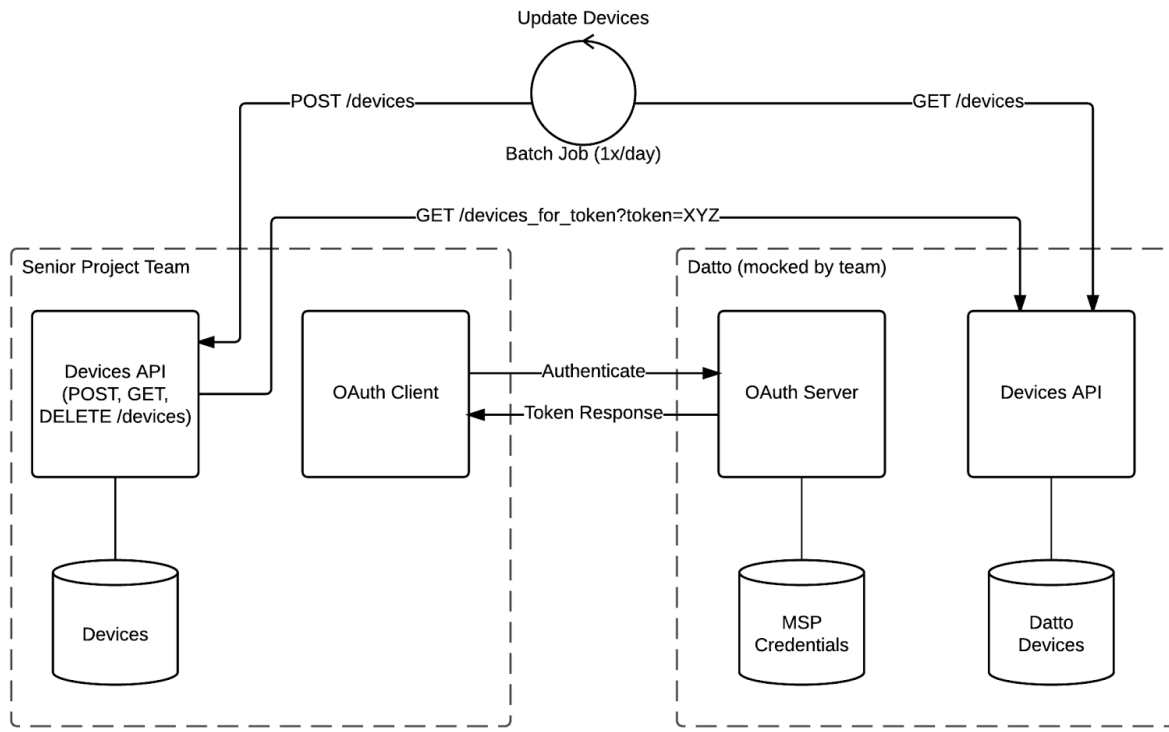 Update Devices
POST /devices
GET /devices
Batch Job (1x/day)
GET /devices_for_token?token=XYZ
Senior Project Team
Datto (mocked by team)
Devices API
(POST, GET,
DELETE /devices)
OAuth Client
Authenticate
Token Response
OAuth Server
Devices API
Devices
MSP
Credentials
Datto
Devices